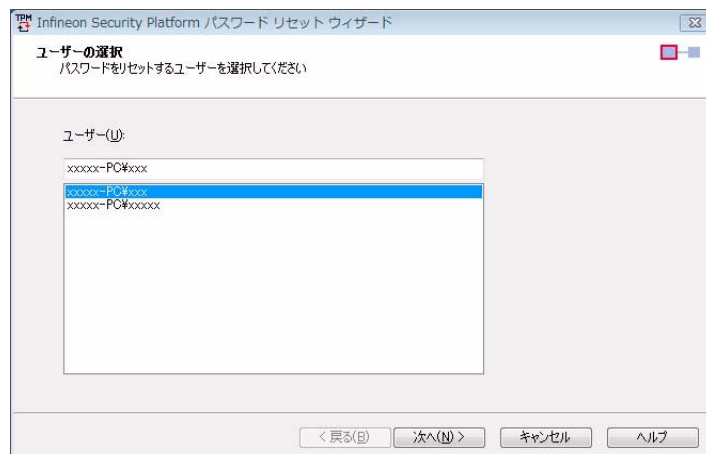 TPM Infineon Security Platform パスワード リセット ウィザード
ユーザーの選択
パスワードをリセットするユーザーを選択してください
ユーザー(U):
xxxxx-PC¥xxx
xxxxx-PC¥xxx
xxxxx-PC¥xxxxx
< 戻る(B) 次へ(N) > キャンセル ヘルプ